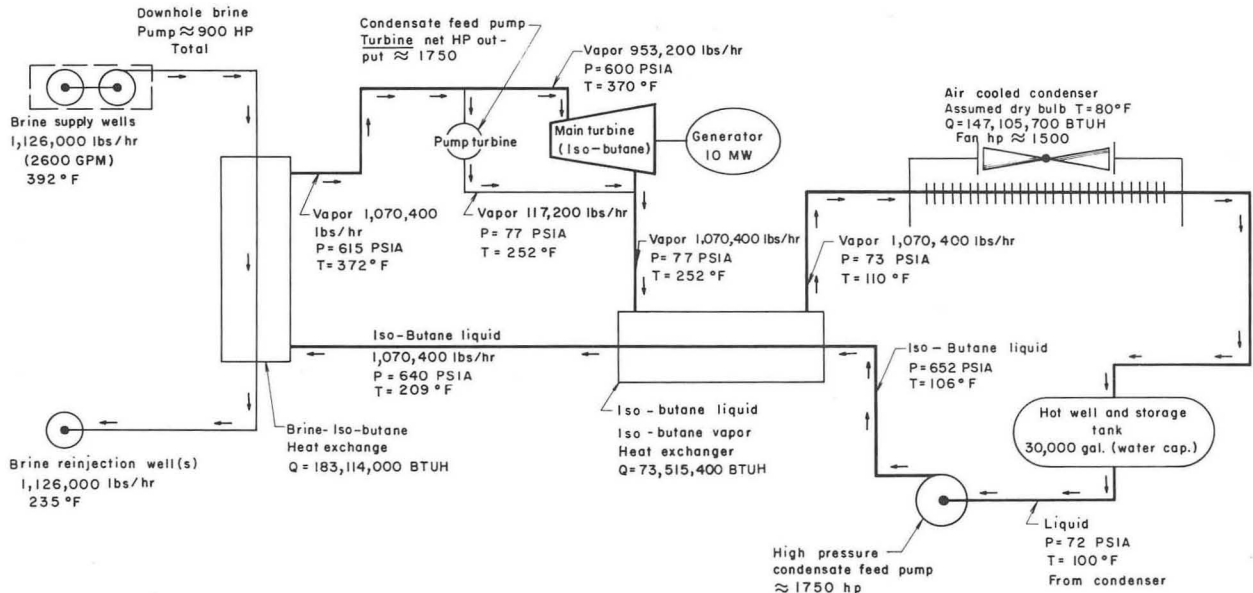 Downhole brine
Pump ≈ 900 HP
Total
Brine supply wells
1,126,000 lbs/hr
(2600 GPM)
392 °F
Condensate feed pump
Turbine net HP out-
put ≈ 1750
Vapor 953,200 lbs/hr
P = 600 PSIA
T = 370 °F
Pump turbine
Main turbine
(Iso-butane)
Generator
10 MW
Air cooled condenser
Assumed dry bulb T = 80°F
Q = 147,105,700 BTUH
Fan hp ≈ 1500
Vapor 1,070,400
lbs/hr
P = 615 PSIA
T = 372°F
Vapor 117,200 lbs/hr
P = 77 PSIA
T = 252 °F
Vapor 1,070,400 lbs/hr
P = 77 PSIA
T = 252 °F
Vapor 1,070,400 lbs/hr
P = 73 PSIA
T = 110 °F
Iso-Butane liquid
1,070,400 lbs/hr
P = 640 PSIA
T = 209 °F
Iso-Butane liquid
P = 652 PSIA
T = 106°F
Brine reinjection well(s)
1,126,000 lbs/hr
235 °F
Brine-Iso-butane
Heat exchange
Q = 183,114,000 BTUH
Iso-butane liquid
Iso-butane vapor
Heat exchanger
Q = 73,515,400 BTUH
Hot well and storage
tank
30,000 gal. (water cap.)
High pressure
condensate feed pump
≈ 1750 hp
Liquid
P = 72 PSIA
T = 100°F
From condenser